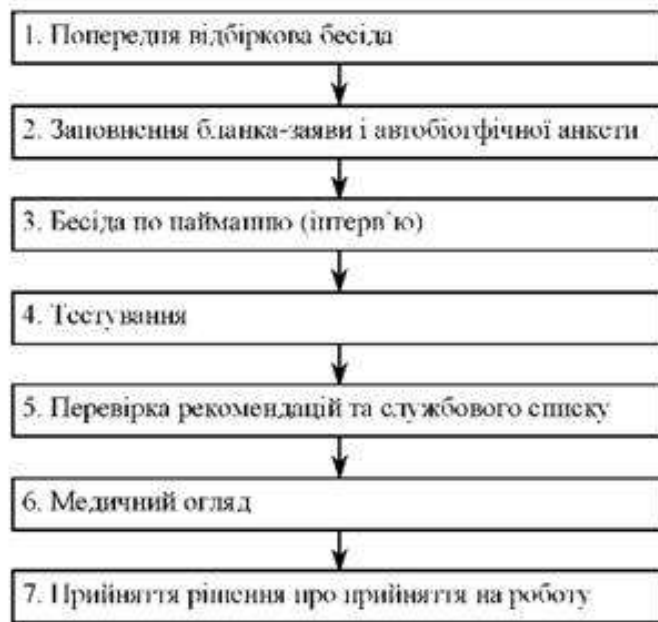 1. Попередня відбіркова бесіда
2. Заповнення бланка-заяви і автобіогфічної анкети
3. Бесіда по найманню (інтерв`ю)
4. Тестування
5. Перевірка рекомендацій та службового списку
6. Медичний огляд
7. Прийняття рішення про прийняття на роботу